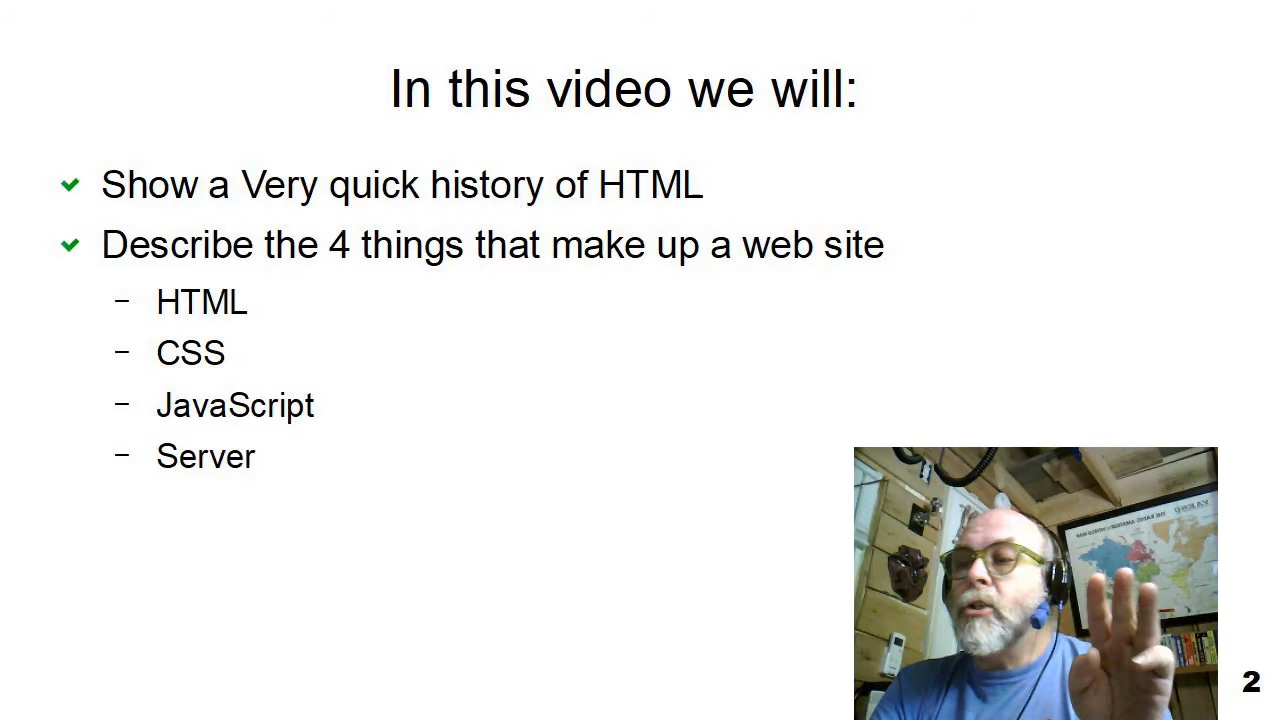 In this video we will:
Show a Very quick history of HTML
Describe the 4 things that make up a web site
HTML
CSS
JavaScript
Server
2